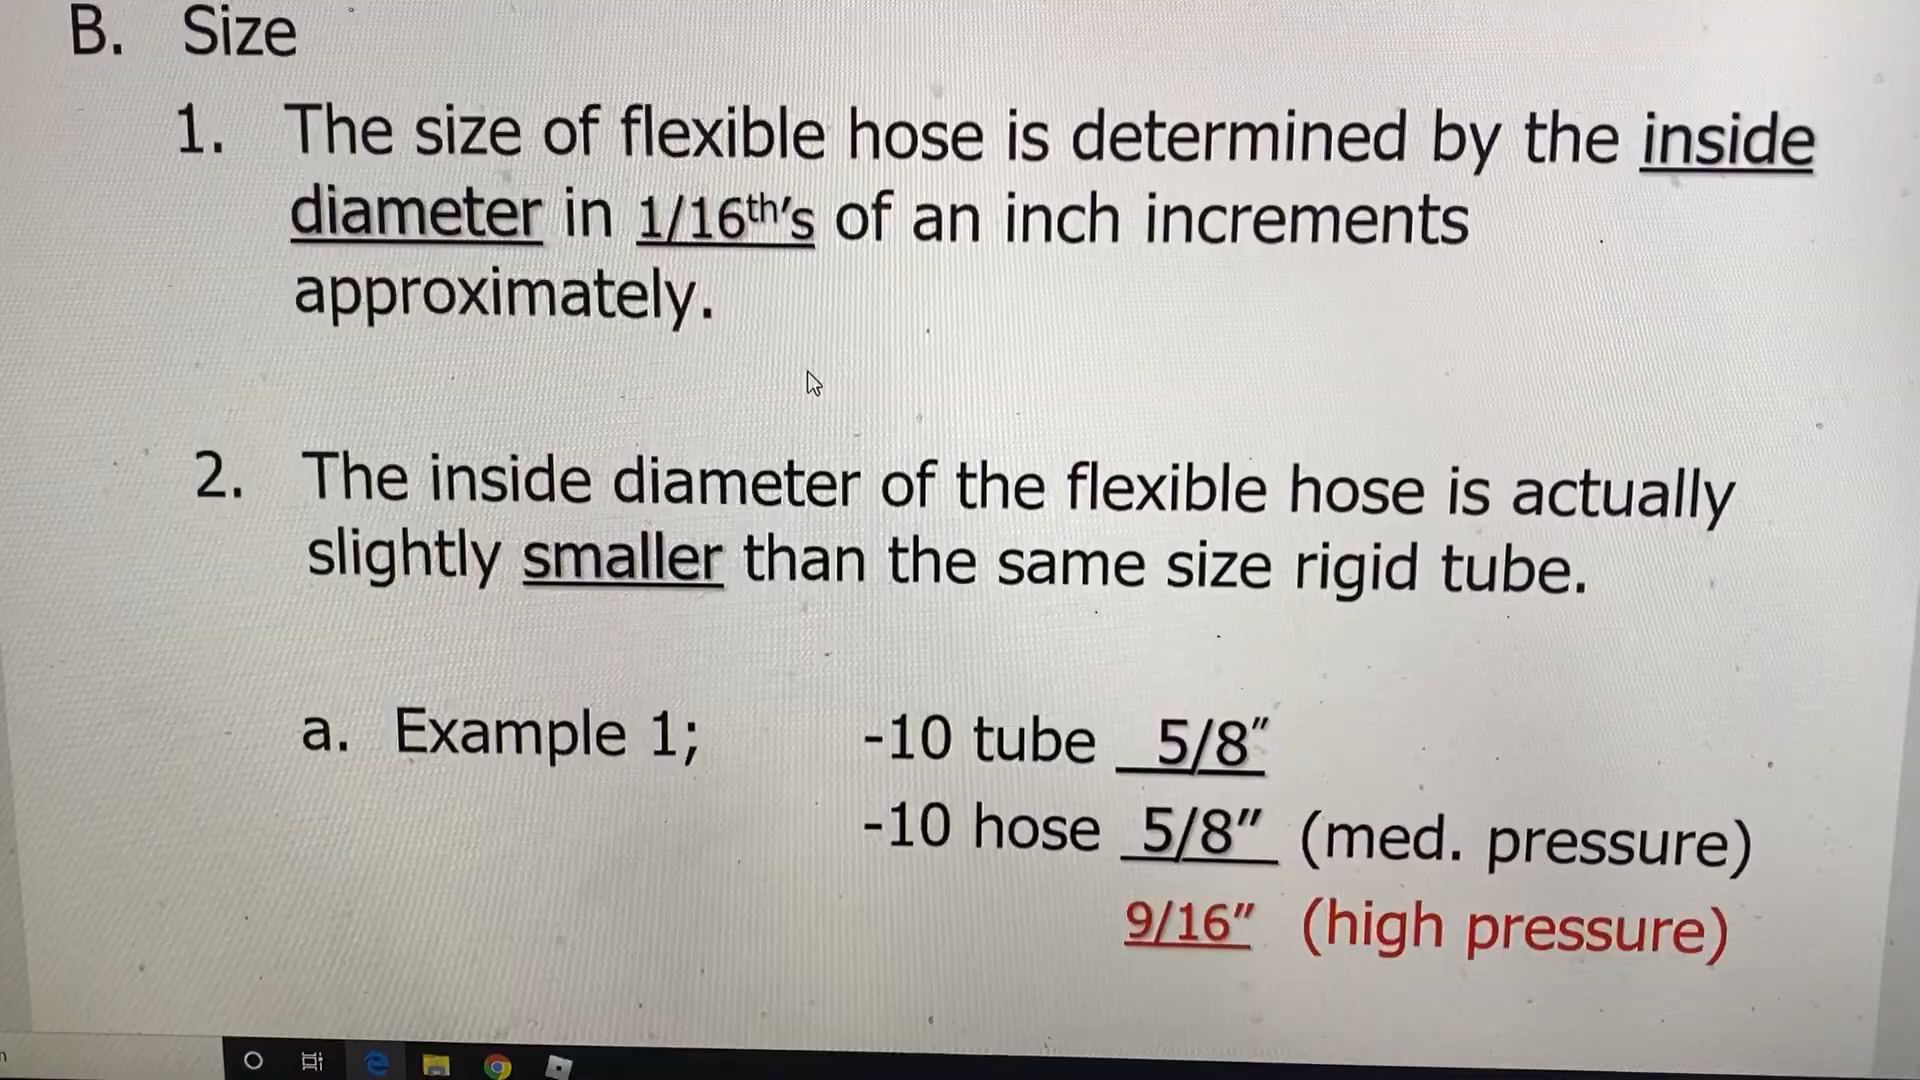 B. Size
1. The size of flexible hose is determined by the inside
diameter in 1/16th's of an inch increments
approximately.
2. The inside diameter of the flexible hose is actually
slightly smaller than the same size rigid tube.
a. Example 1; -10 tube 5/8"
-10 hose 5/8" (med. pressure)
9/16" (high pressure)